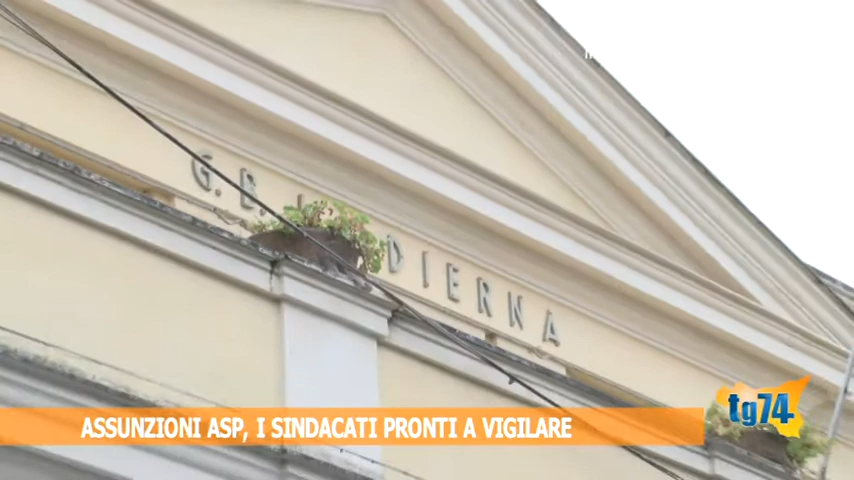 G. B.
DIERNA
tg74
ASSUNZIONI ASP, I SINDACATI PRONTI A VIGILARE